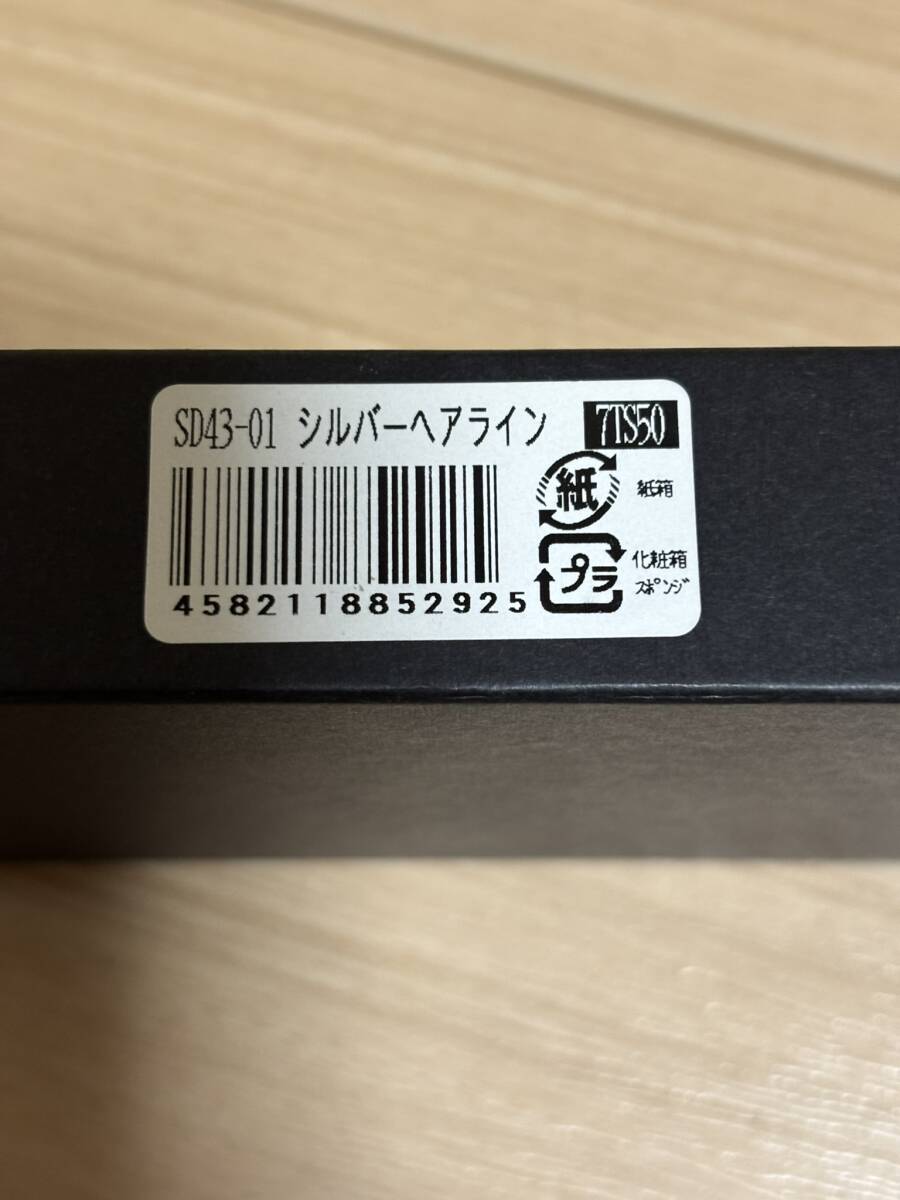 SD43-01 シルバーヘアライン 7TS50
紙 紙箱
プラ 化粧箱
スポンジ
4582118852925